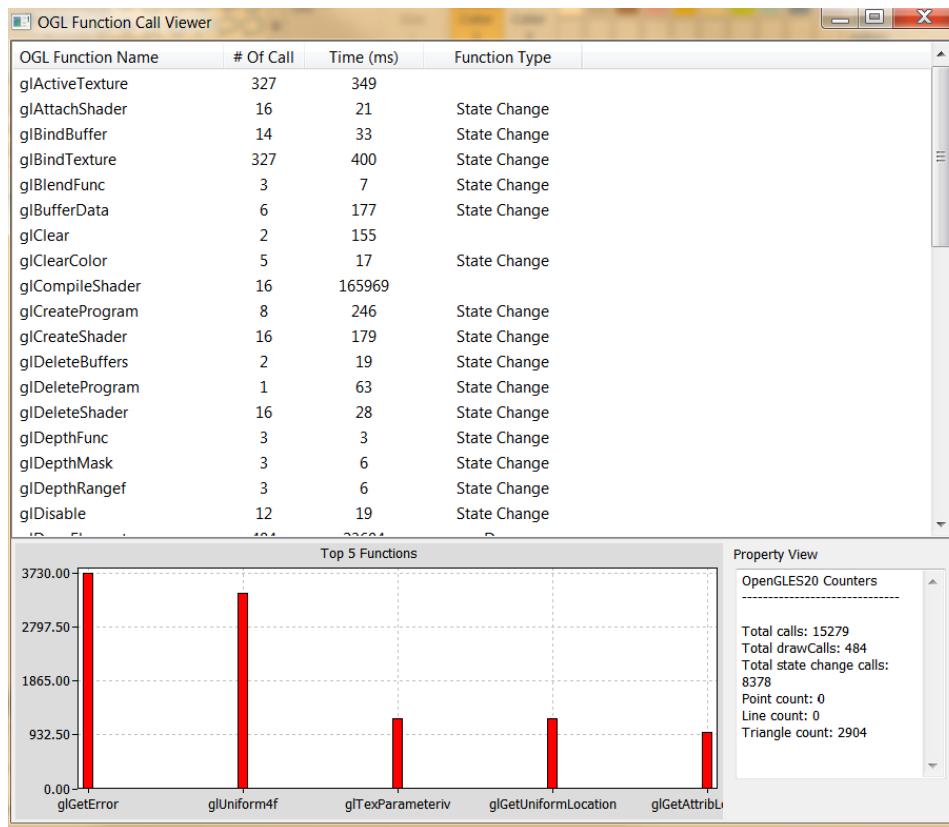 OGL Function Call Viewer
OGL Function Name # Of Call Time (ms) Function Type
glActiveTexture 327 349
glAttachShader 16 21 State Change
glBindBuffer 14 33 State Change
glBindTexture 327 400 State Change
glBlendFunc 3 7 State Change
glBufferData 6 177 State Change
glClear 2 155
glClearColor 5 17 State Change
glCompileShader 16 165969
glCreateProgram 8 246 State Change
glCreateShader 16 179 State Change
glDeleteBuffers 2 19 State Change
glDeleteProgram 1 63 State Change
glDeleteShader 16 28 State Change
glDepthFunc 3 3 State Change
glDepthMask 3 6 State Change
glDepthRangef 3 6 State Change
glDisable 12 19 State Change
Top 5 Functions
3730.00
2797.50
1865.00
932.50
0.00
glGetError glUniform4f glTexParameteriv glGetUniformLocation glGetAttribL
Property View
OpenGLES20 Counters
------------------------------
Total calls: 15279
Total drawCalls: 484
Total state change calls:
8378
Point count: 0
Line count: 0
Triangle count: 2904